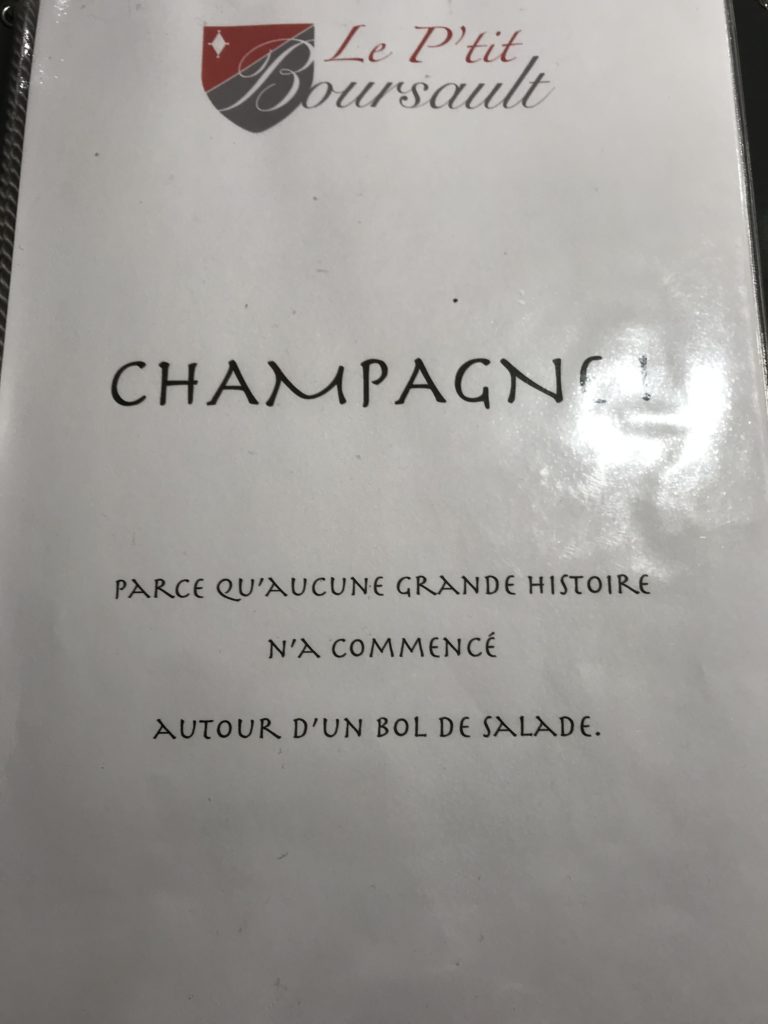 Le P'tit
Boursault
CHAMPAGNE!
PARCE QU'AUCUNE GRANDE HISTOIRE
N'A COMMENCÉ
AUTOUR D'UN BOL DE SALADE.